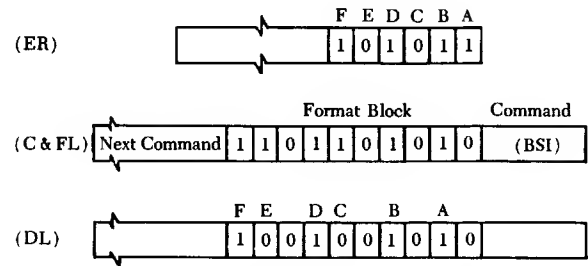 F E D C B A
(ER) 1 0 1 0 1 1
Format Block Command
(C & FL) Next Command 1 1 0 1 1 0 1 0 1 0 (BSI)
F E D C B A
(DL) 1 0 0 1 0 0 1 0 1 0